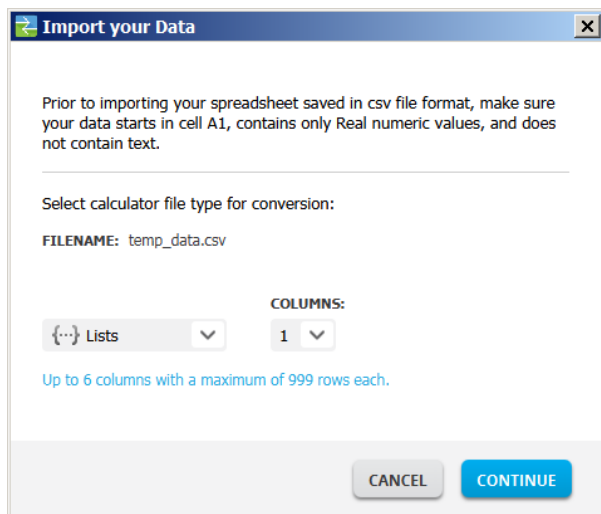 Import your Data
Prior to importing your spreadsheet saved in csv file format, make sure
your data starts in cell A1, contains only Real numeric values, and does
not contain text.
Select calculator file type for conversion:
FILENAME: temp_data.csv
COLUMNS:
{···} Lists 1
Up to 6 columns with a maximum of 999 rows each.
CANCEL CONTINUE